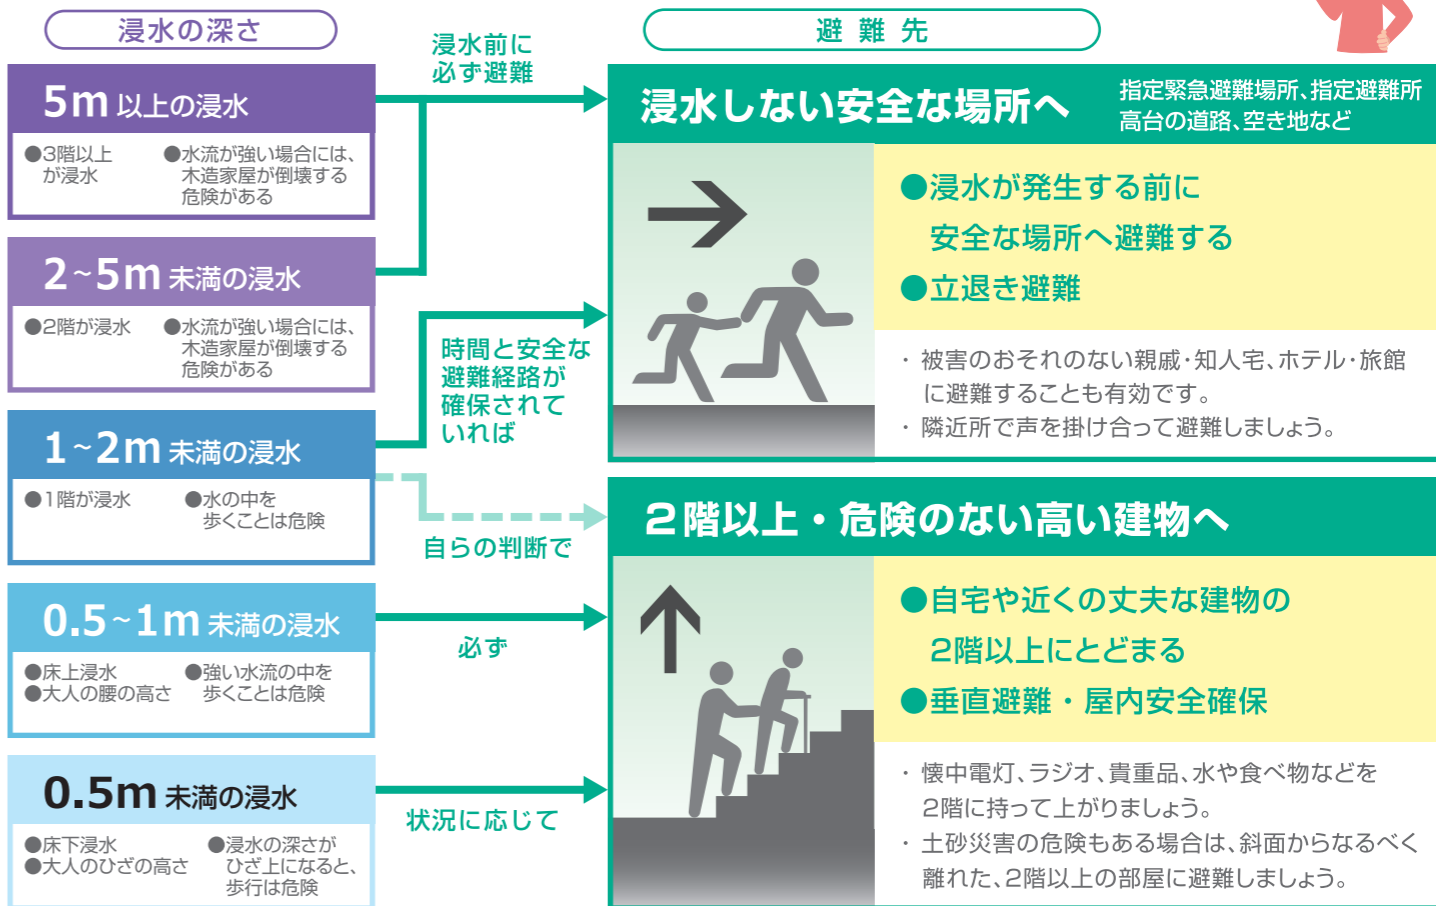 浸水の深さ
5m 以上の浸水
●3階以上
が浸水
●水流が強い場合には、
木造家屋が倒壊する
危険がある
2~5m 未満の浸水
●2階が浸水
●水流が強い場合には、
木造家屋が倒壊する
危険がある
1~2m 未満の浸水
●1階が浸水
●水の中を
歩くことは危険
0.5~1m 未満の浸水
●床上浸水
●大人の腰の高さ
●強い水流の中を
歩くことは危険
0.5m 未満の浸水
●床下浸水
●大人のひざの高さ
●浸水の深さが
ひざ上になると、
歩行は危険
浸水前に
必ず避難
時間と安全な
避難経路が
確保されて
いれば
自らの判断で
必ず
状況に応じて
避難先
浸水しない安全な場所へ
指定緊急避難場所、指定避難所
高台の道路、空き地など
●浸水が発生する前に
安全な場所へ避難する
●立退き避難
・ 被害のおそれのない親戚・知人宅、ホテル・旅館
に避難することも有効です。
・ 隣近所で声を掛け合って避難しましょう。
2階以上・危険のない高い建物へ
●自宅や近くの丈夫な建物の
2階以上にとどまる
●垂直避難・屋内安全確保
・ 懐中電灯、ラジオ、貴重品、水や食べ物などを
2階に持って上がりましょう。
・ 土砂災害の危険もある場合は、斜面からなるべく
離れた、2階以上の部屋に避難しましょう。